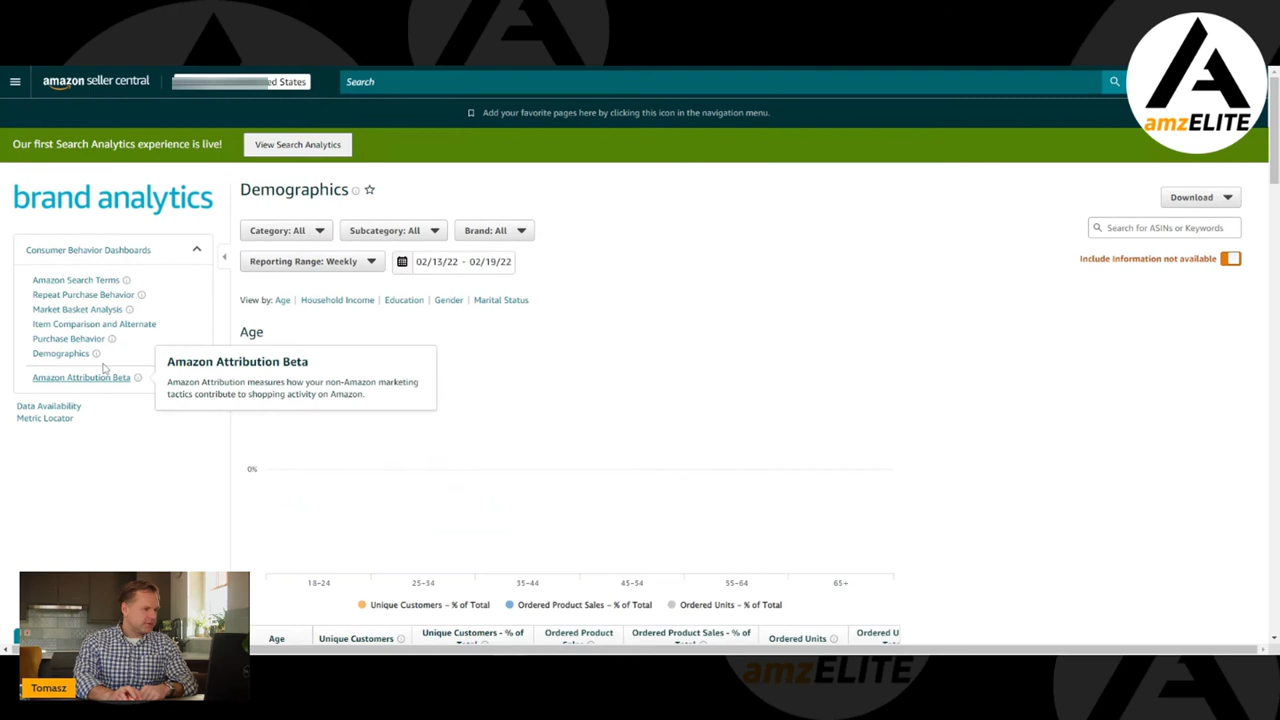 amazon seller central
ed States
Search
Add your favorite pages here by clicking this icon in the navigation menu.
amzELITE
Our first Search Analytics experience is live!
View Search Analytics
brand analytics
Demographics
Download
Category: All
Subcategory: All
Brand: All
Search for ASINs or Keywords
Consumer Behavior Dashboards
Reporting Range: Weekly
02/13/22 - 02/19/22
Include Information not available
Amazon Search Terms
Repeat Purchase Behavior
Market Basket Analysis
Item Comparison and Alternate
Purchase Behavior
Demographics
Amazon Attribution Beta
Data Availability
Metric Locator
View by: Age | Household Income | Education | Gender | Marital Status
Age
Amazon Attribution Beta
Amazon Attribution measures how your non-Amazon marketing
tactics contribute to shopping activity on Amazon.
0%
18-24 25-34 35-44 45-54 55-64 65+
Unique Customers - % of Total Ordered Product Sales - % of Total Ordered Units - % of Total
Age
Unique Customers
Unique Customers - % of
Ordered Product
Ordered Product Sales - % of
Ordered Units
Ordered U
Tomasz
amzELITE